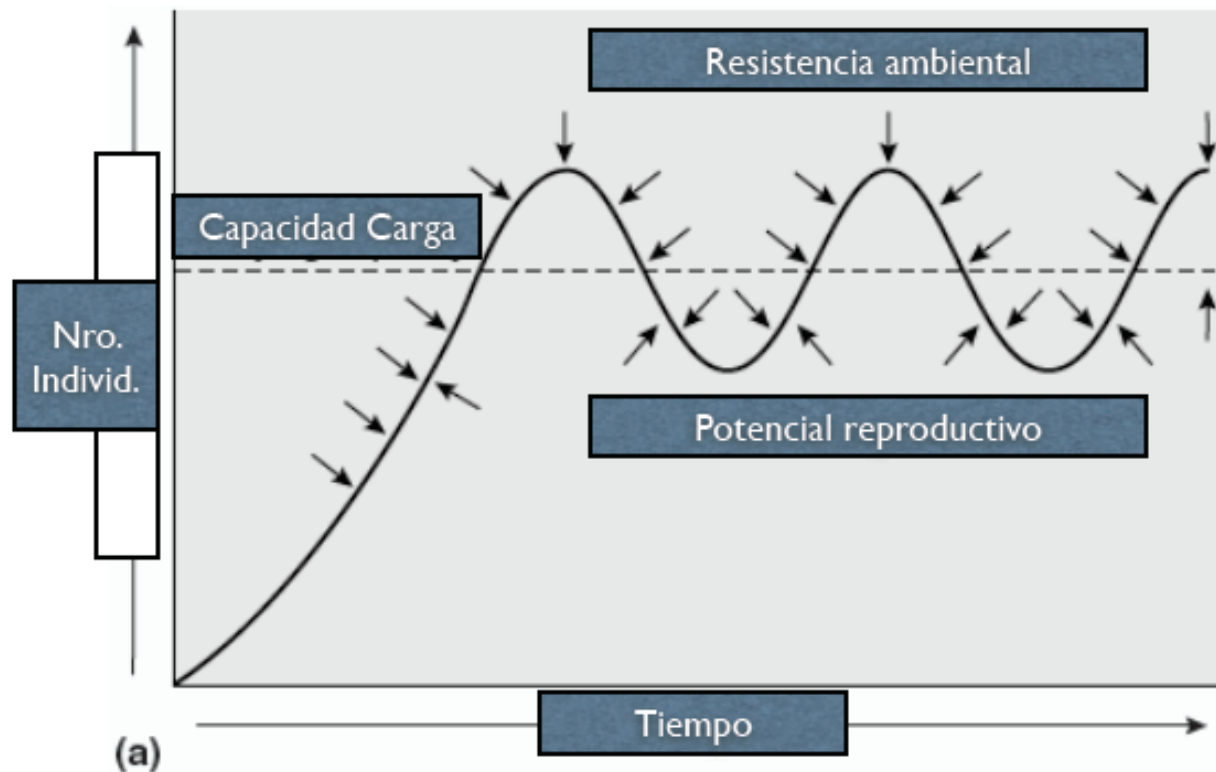 Resistencia ambiental
Capacidad Carga
Nro.
Individ.
Potencial reproductivo
Tiempo
(a)